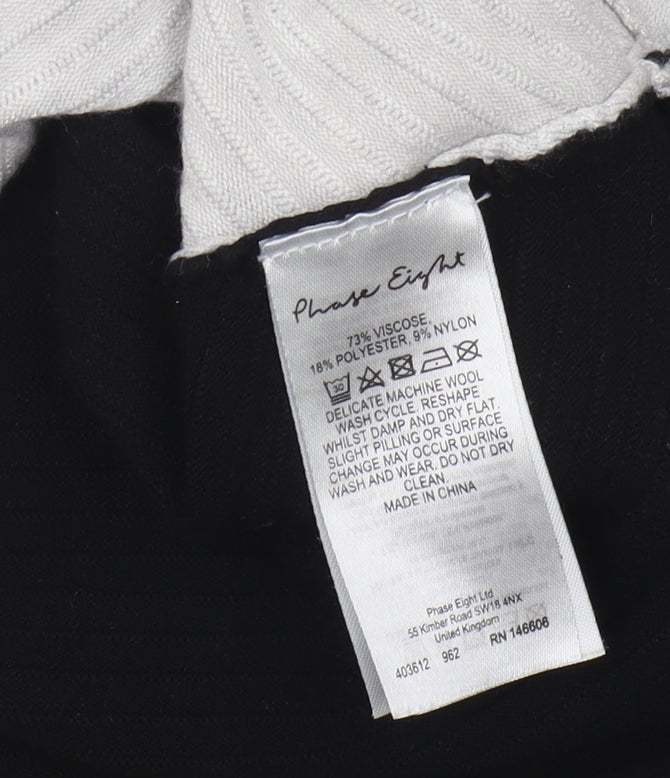 Phase Eight
73% VISCOSE,
18% POLYESTER, 9% NYLON
30
DELICATE MACHINE WOOL
WASH CYCLE. RESHAPE
WHILST DAMP AND DRY FLAT.
SLIGHT PILLING OR SURFACE
CHANGE MAY OCCUR DURING
WASH AND WEAR. DO NOT DRY
CLEAN.
MADE IN CHINA
Phase Eight Ltd
55 Kimber Road SW18 4NX
United Kingdom
RN 146606
403612 962